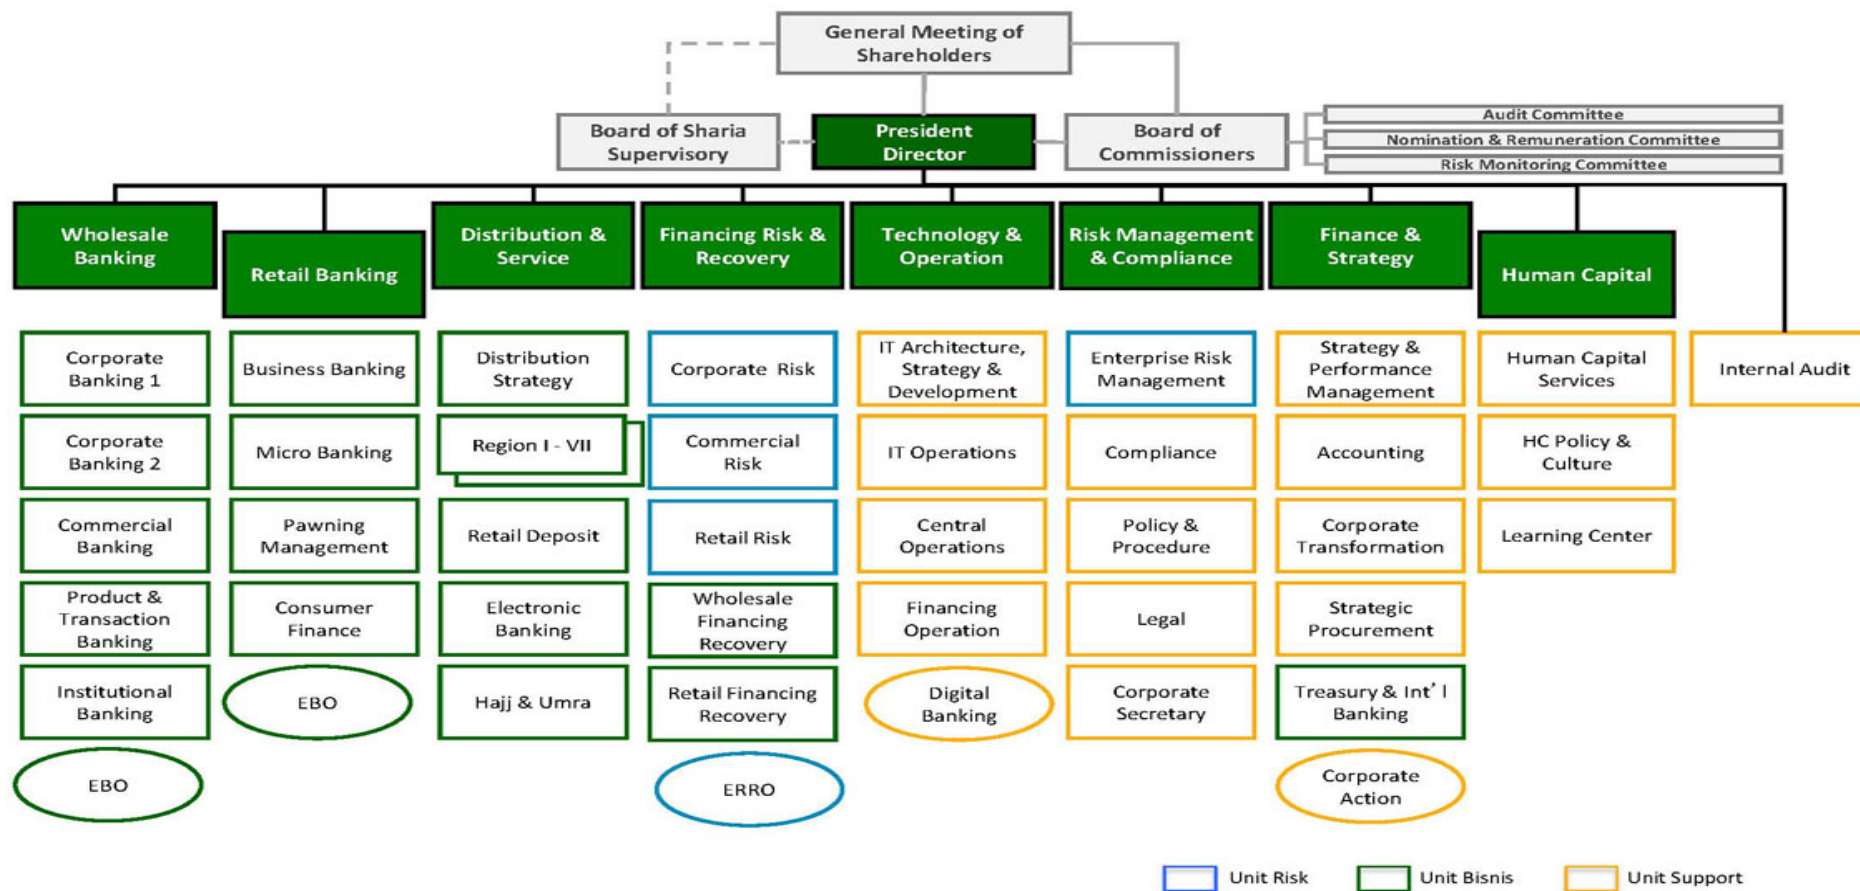 General Meeting of
Shareholders
Board of Sharia
Supervisory
President
Director
Board of
Commissioners
Audit Committee
Nomination & Remuneration Committee
Risk Monitoring Committee
Wholesale
Banking
Retail Banking
Distribution &
Service
Financing Risk &
Recovery
Technology &
Operation
Risk Management
& Compliance
Finance &
Strategy
Human Capital
Corporate
Banking 1
Business Banking
Distribution
Strategy
Corporate Risk
IT Architecture,
Strategy &
Development
Enterprise Risk
Management
Strategy &
Performance
Management
Human Capital
Services
Internal Audit
Corporate
Banking 2
Micro Banking
Region I - VII
Commercial
Risk
IT Operations
Compliance
Accounting
HC Policy &
Culture
Commercial
Banking
Pawning
Management
Retail Deposit
Retail Risk
Central
Operations
Policy &
Procedure
Corporate
Transformation
Learning Center
Product &
Transaction
Banking
Consumer
Finance
Electronic
Banking
Wholesale
Financing
Recovery
Financing
Operation
Legal
Strategic
Procurement
Institutional
Banking
EBO
Hajj & Umra
Retail Financing
Recovery
Digital
Banking
Corporate
Secretary
Treasury & Int' l
Banking
EBO
ERRO
Corporate
Action
Unit Risk
Unit Bisnis
Unit Support